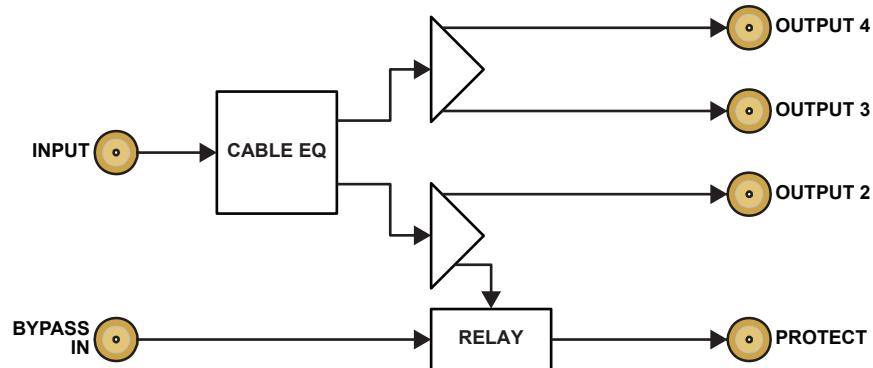 OUTPUT 4
OUTPUT 3
INPUT
CABLE EQ
OUTPUT 2
BYPASS
IN
RELAY
PROTECT